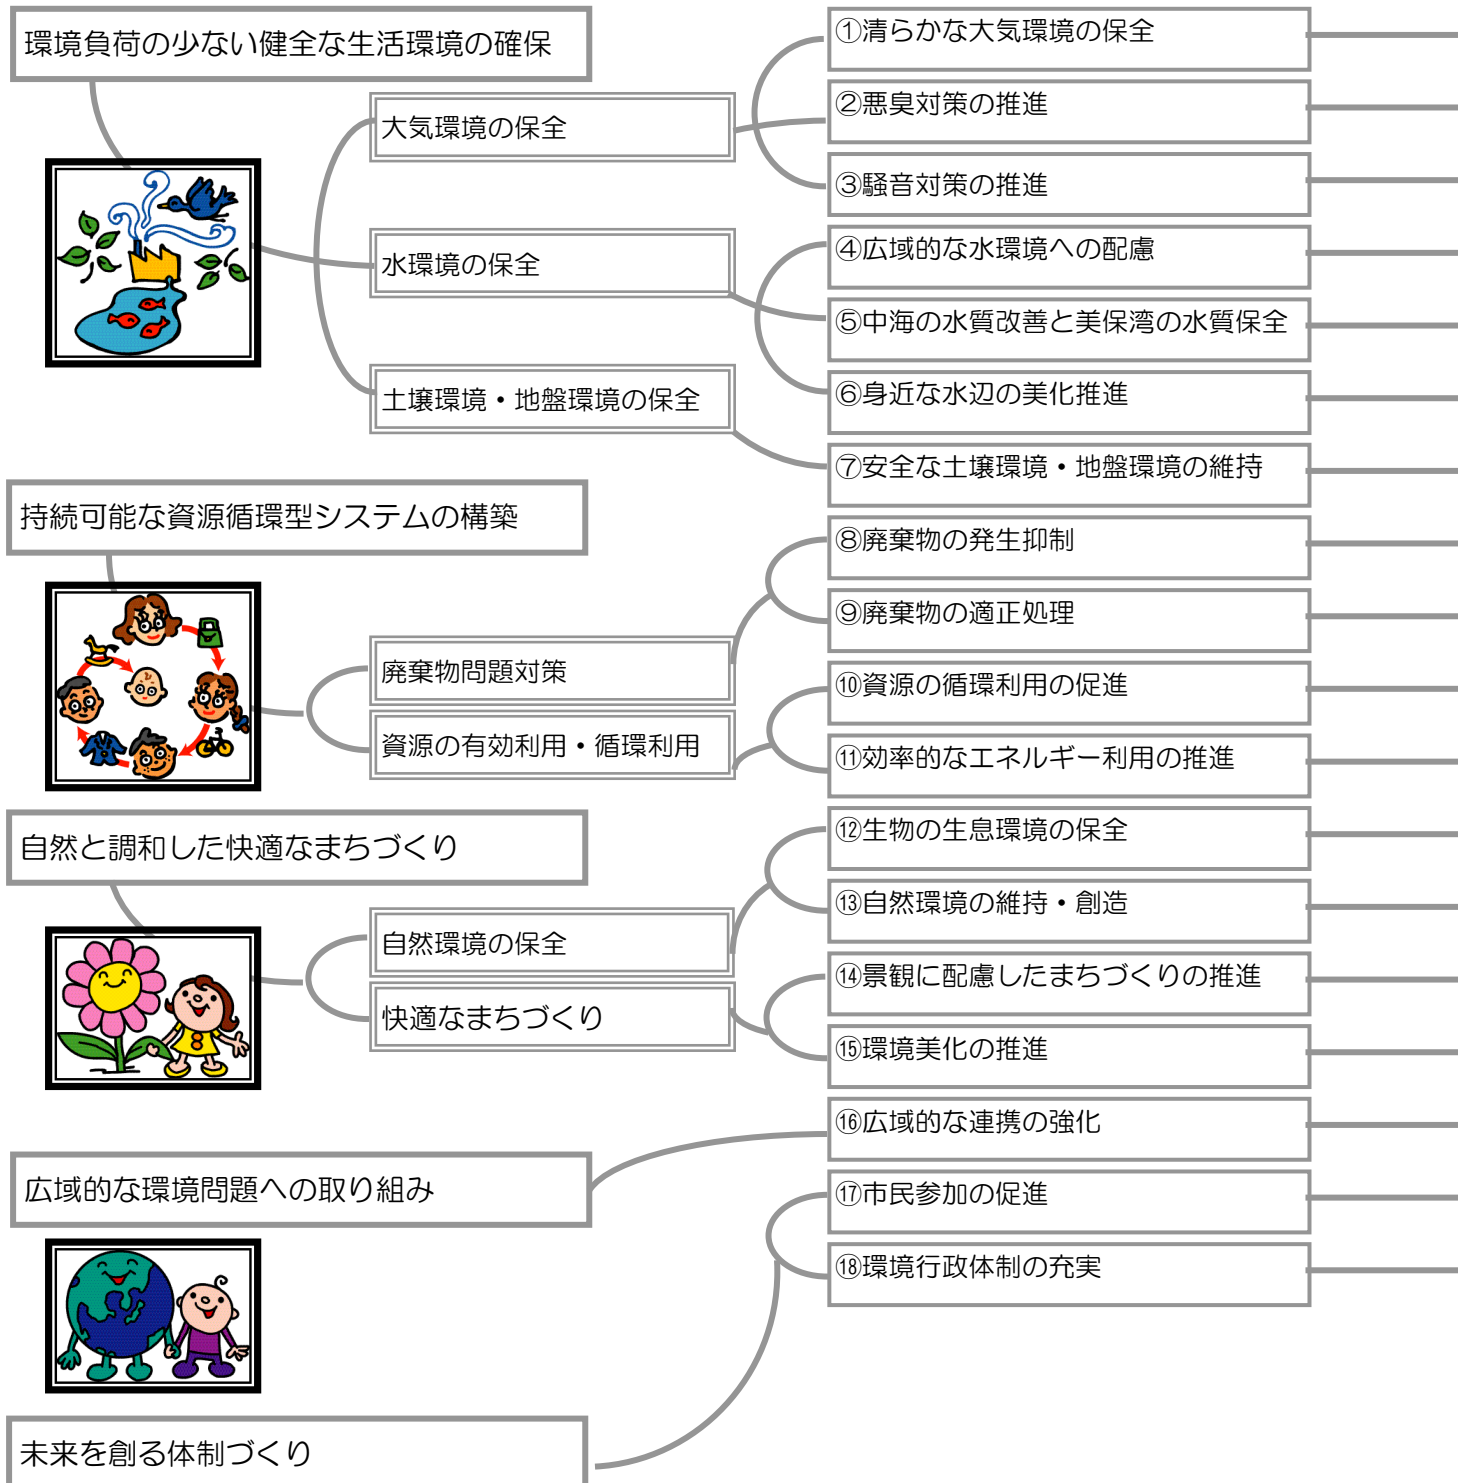 環境負荷の少ない健全な生活環境の確保
大気環境の保全
①清らかな大気環境の保全
②悪臭対策の推進
③騒音対策の推進
水環境の保全
④広域的な水環境への配慮
⑤中海の水質改善と美保湾の水質保全
⑥身近な水辺の美化推進
土壌環境・地盤環境の保全
⑦安全な土壌環境・地盤環境の維持
持続可能な資源循環型システムの構築
廃棄物問題対策
⑧廃棄物の発生抑制
⑨廃棄物の適正処理
資源の有効利用・循環利用
⑩資源の循環利用の促進
⑪効率的なエネルギー利用の推進
自然と調和した快適なまちづくり
自然環境の保全
⑫生物の生息環境の保全
⑬自然環境の維持・創造
快適なまちづくり
⑭景観に配慮したまちづくりの推進
⑮環境美化の推進
広域的な環境問題への取り組み
⑯広域的な連携の強化
未来を創る体制づくり
⑰市民参加の促進
⑱環境行政体制の充実